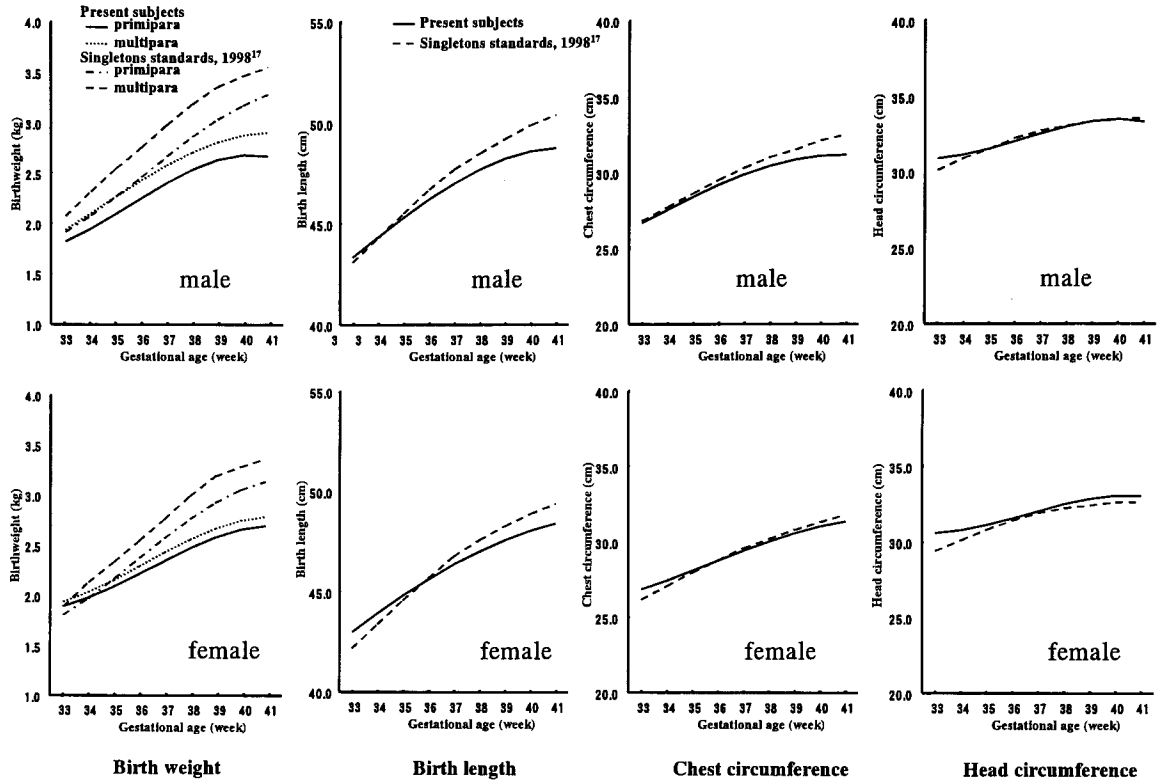 4.0
3.5
3.0
2.5
2.0
1.5
1.0
Birthweight (kg)
Present subjects
primipara
multipara
Singletons standards, 1998¹⁷
primipara
multipara
male
33 34 35 36 37 38 39 40 41
Gestational age (week)
55.0
50.0
45.0
40.0
Birth length (cm)
Present subjects
Singletons standards, 1998¹⁷
male
3 3 34 35 36 37 38 39 40 41
Gestational age (week)
40.0
35.0
30.0
25.0
20.0
Chest circumference (cm)
male
33 34 35 36 37 38 39 40 41
Gestational age (week)
40.0
35.0
30.0
25.0
20.0
Head circumference (cm)
male
33 34 35 36 37 38 39 40 41
Gestational age (week)
4.0
3.5
3.0
2.5
2.0
1.5
1.0
Birthweight (kg)
female
33 34 35 36 37 38 39 40 41
Gestational age (week)
55.0
50.0
45.0
40.0
Birth length (cm)
female
33 34 35 36 37 38 39 40 41
Gestational age (week)
40.0
35.0
30.0
25.0
20.0
Chest circumference (cm)
female
33 34 35 36 37 38 39 40 41
Gestational age (week)
40.0
35.0
30.0
25.0
20.0
Head circumference (cm)
female
33 34 35 36 37 38 39 40 41
Gestational age (week)
Birth weight
Birth length
Chest circumference
Head circumference